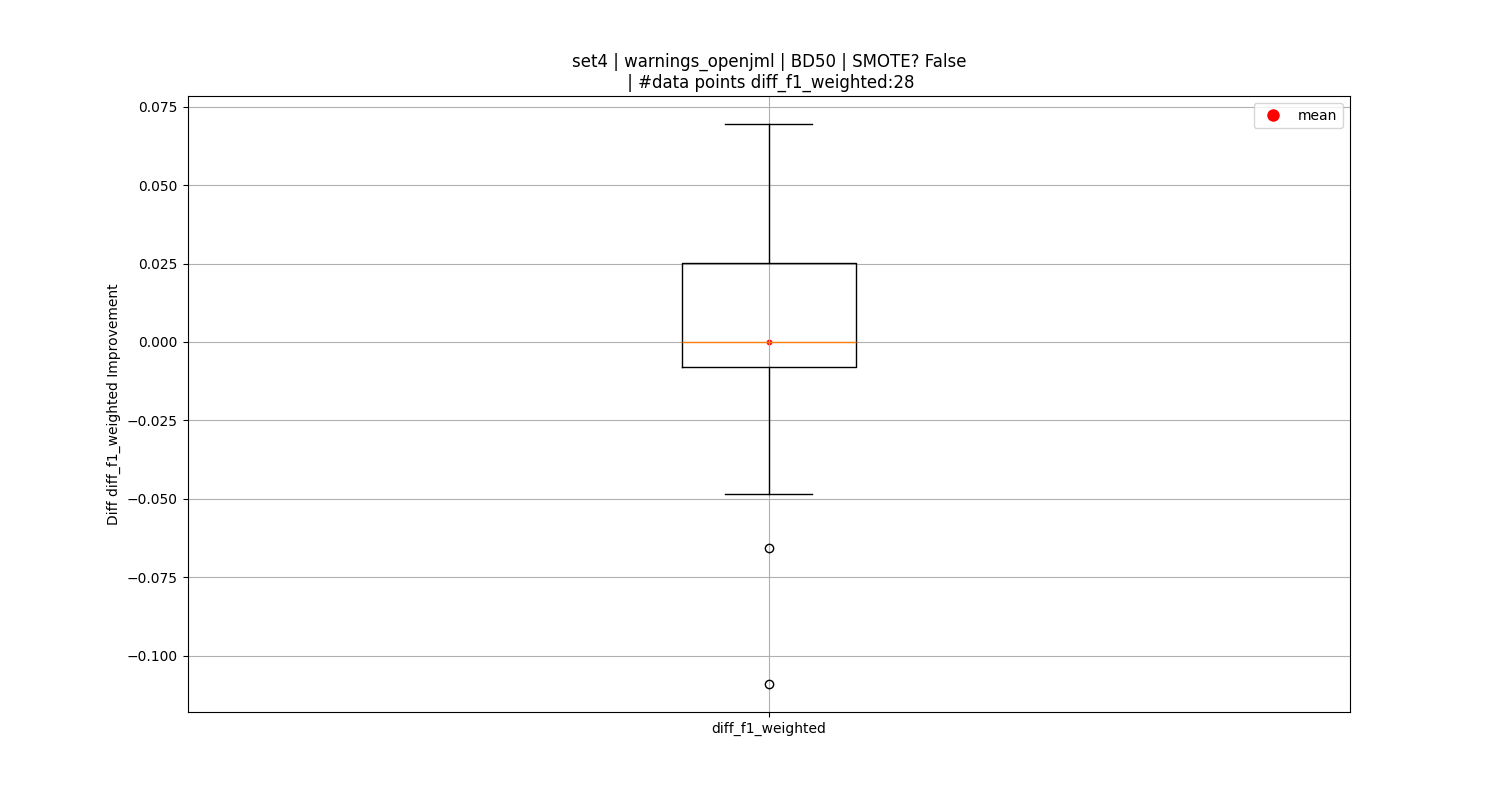 set4 | warnings_openjml | BD50 | SMOTE? False
| #data points diff_f1_weighted:28
mean
0.075
0.050
0.025
0.000
−0.025
−0.050
−0.075
−0.100
Diff diff_f1_weighted Improvement
diff_f1_weighted